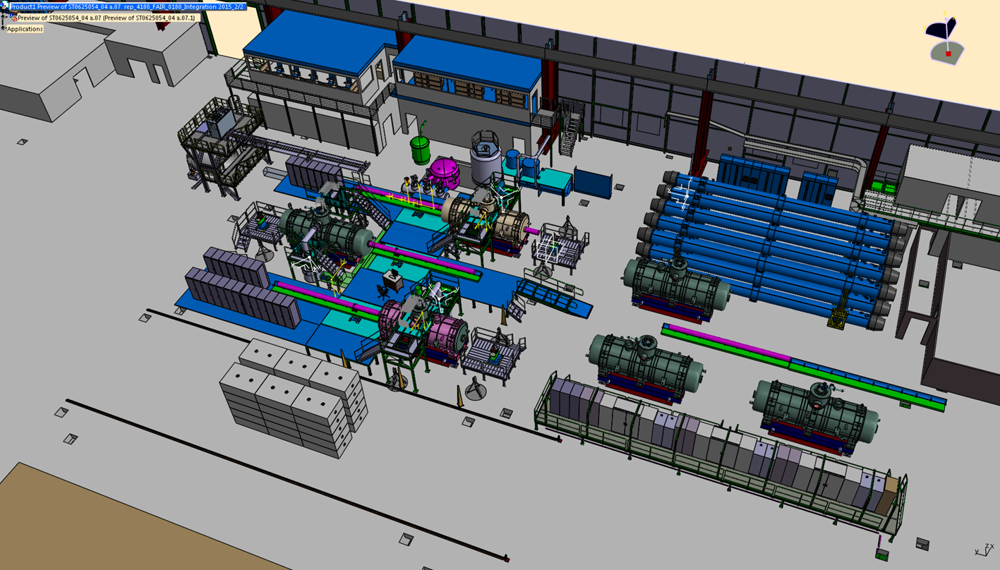 Product1 Preview of ST0625054_04 a.07 rep_4180_FAIR_0180_Integration 2015_2/2
Preview of ST0625054_04 a.07 (Preview of ST0625054_04 a.07.1)
Applications